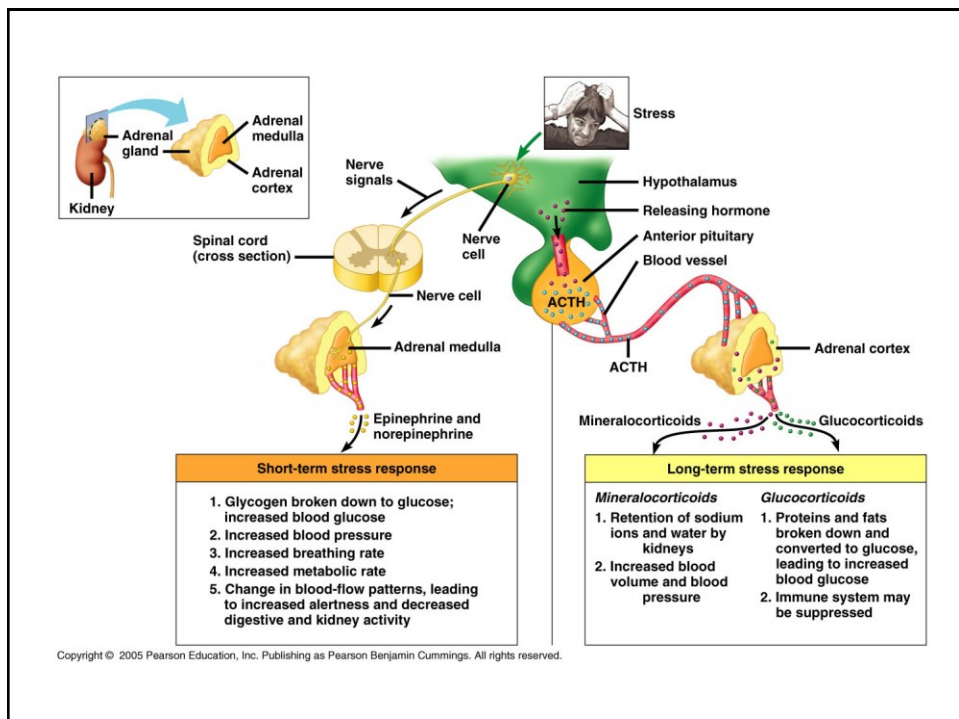 Adrenal
gland
Adrenal
medulla
Adrenal
cortex
Kidney
Stress
Nerve
signals
Hypothalamus
Releasing hormone
Nerve
cell
Anterior pituitary
Spinal cord
(cross section)
Blood vessel
Nerve cell
ACTH
Adrenal medulla
ACTH
Adrenal cortex
Epinephrine and
norepinephrine
Mineralocorticoids
Glucocorticoids
Short-term stress response
1. Glycogen broken down to glucose;
increased blood glucose
2. Increased blood pressure
3. Increased breathing rate
4. Increased metabolic rate
5. Change in blood-flow patterns, leading
to increased alertness and decreased
digestive and kidney activity
Long-term stress response
Mineralocorticoids
1. Retention of sodium
ions and water by
kidneys
2. Increased blood
volume and blood
pressure
Glucocorticoids
1. Proteins and fats
broken down and
converted to glucose,
leading to increased
blood glucose
2. Immune system may
be suppressed
Copyright © 2005 Pearson Education, Inc. Publishing as Pearson Benjamin Cummings. All rights reserved.